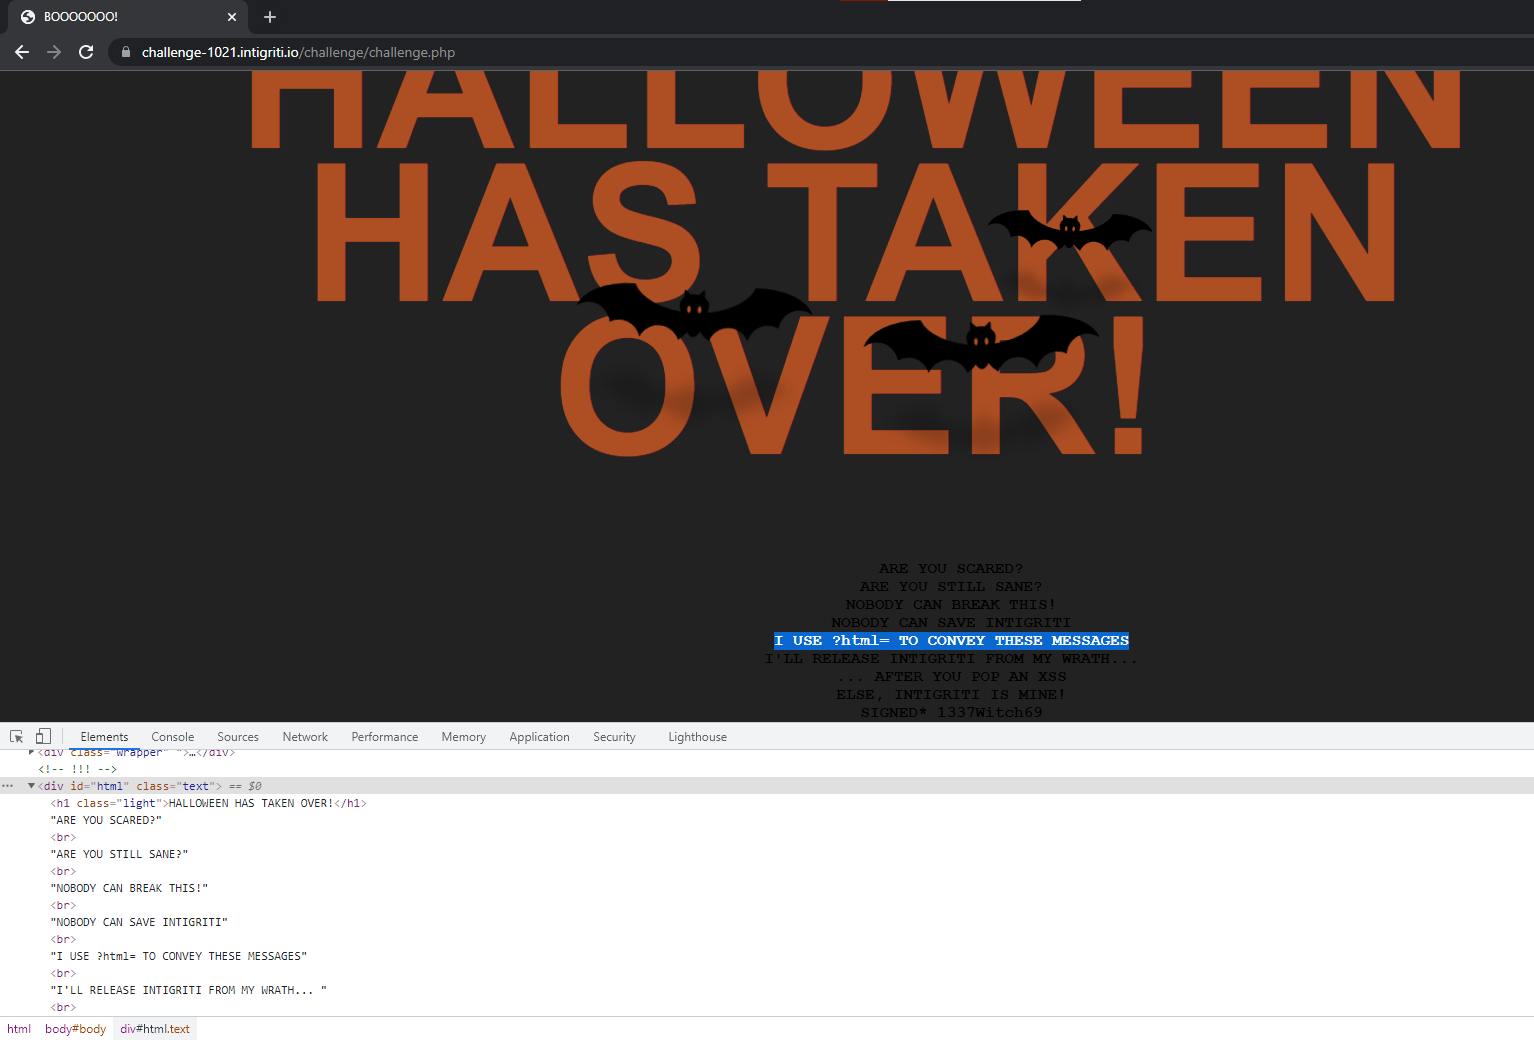 BOOOOOOO!
challenge-1021.intigriti.io/challenge/challenge.php
HALLOWEEN
HAS TAKEN
OVER!
ARE YOU SCARED?
ARE YOU STILL SANE?
NOBODY CAN BREAK THIS!
NOBODY CAN SAVE INTIGRITI
I USE ?html= TO CONVEY THESE MESSAGES
I'LL RELEASE INTIGRITI FROM MY WRATH...
... AFTER YOU POP AN XSS
ELSE, INTIGRITI IS MINE!
SIGNED* 1337Witch69
Elements Console Sources Network Performance Memory Application Security Lighthouse
<div class="wrapper" ">…</div>
<!-- !!! -->
<div id="html" class="text"> == $0
<h1 class="light">HALLOWEEN HAS TAKEN OVER!</h1>
"ARE YOU SCARED?"
<br>
"ARE YOU STILL SANE?"
<br>
"NOBODY CAN BREAK THIS!"
<br>
"NOBODY CAN SAVE INTIGRITI"
<br>
"I USE ?html= TO CONVEY THESE MESSAGES"
<br>
"I'LL RELEASE INTIGRITI FROM MY WRATH... "
<br>
html body#body div#html.text